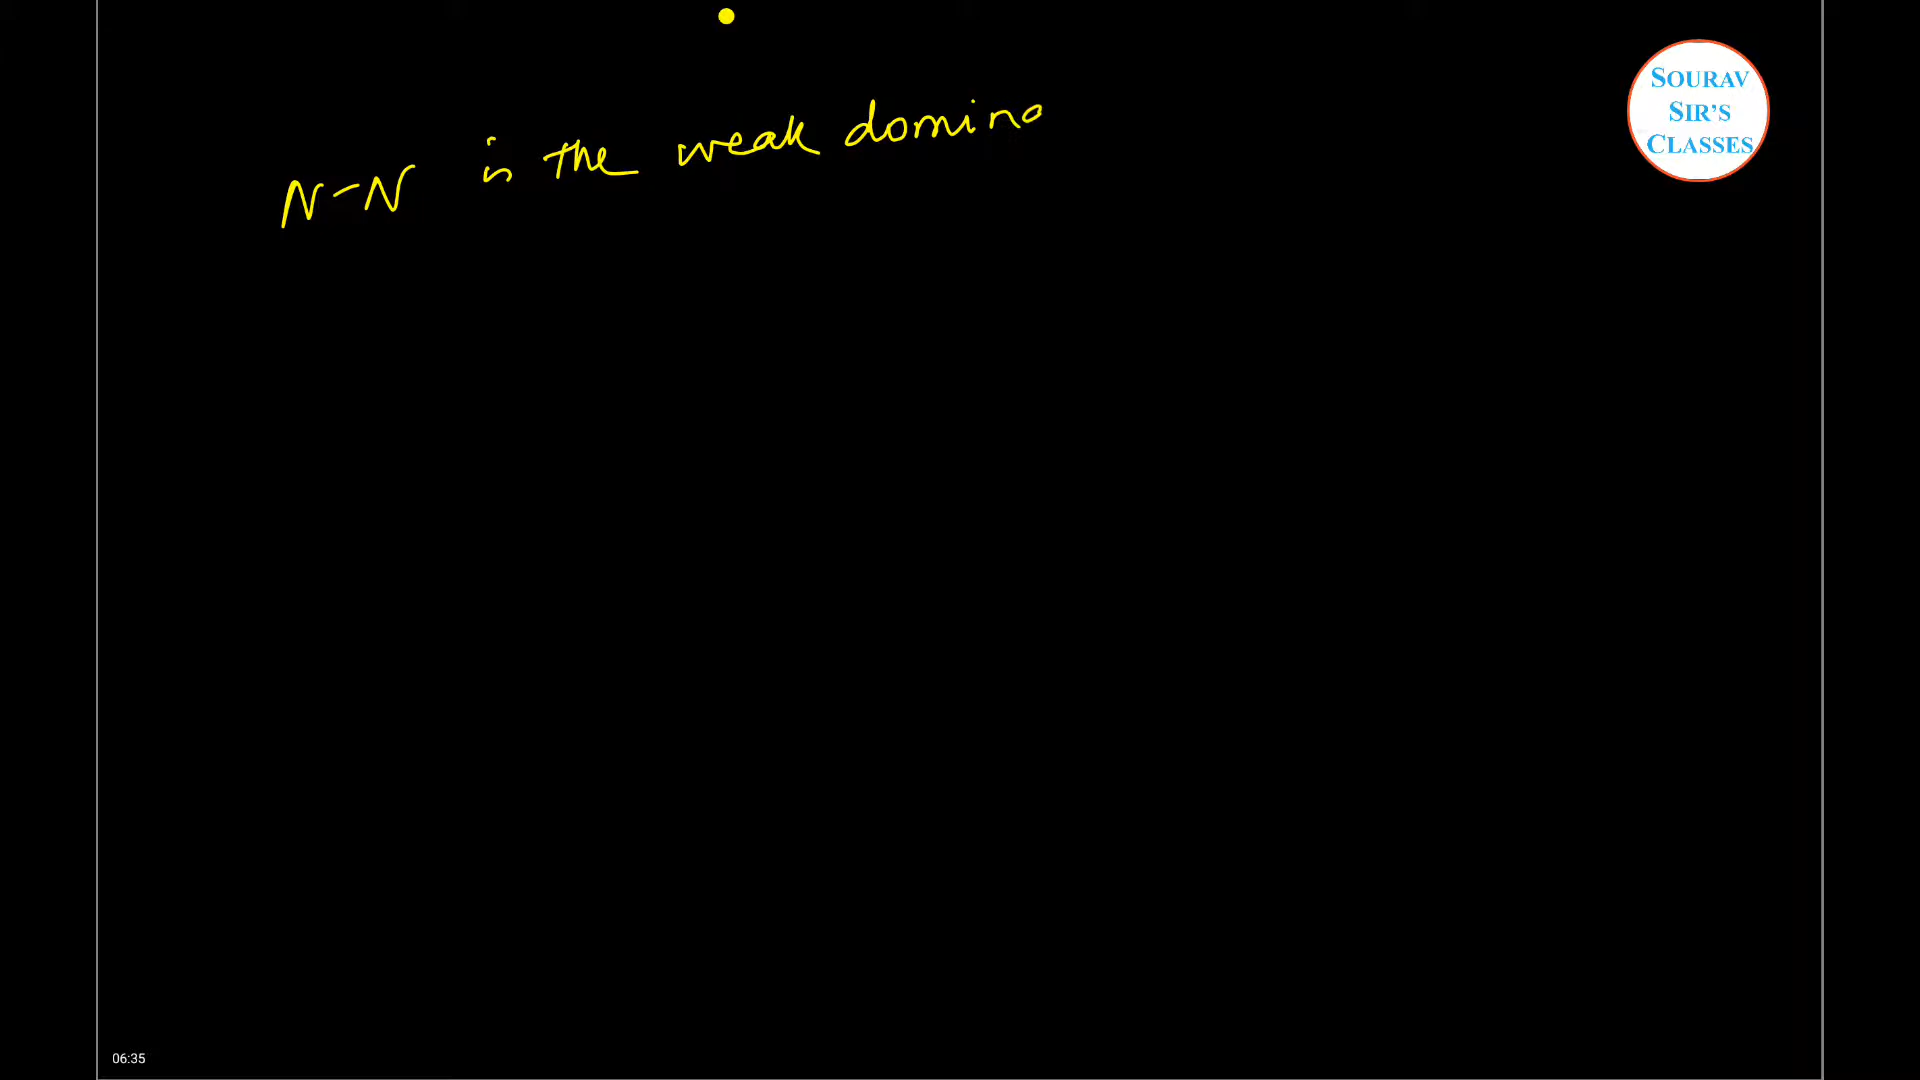 N-N is the weak domino
SOURAV
SIR'S
CLASSES
06:35